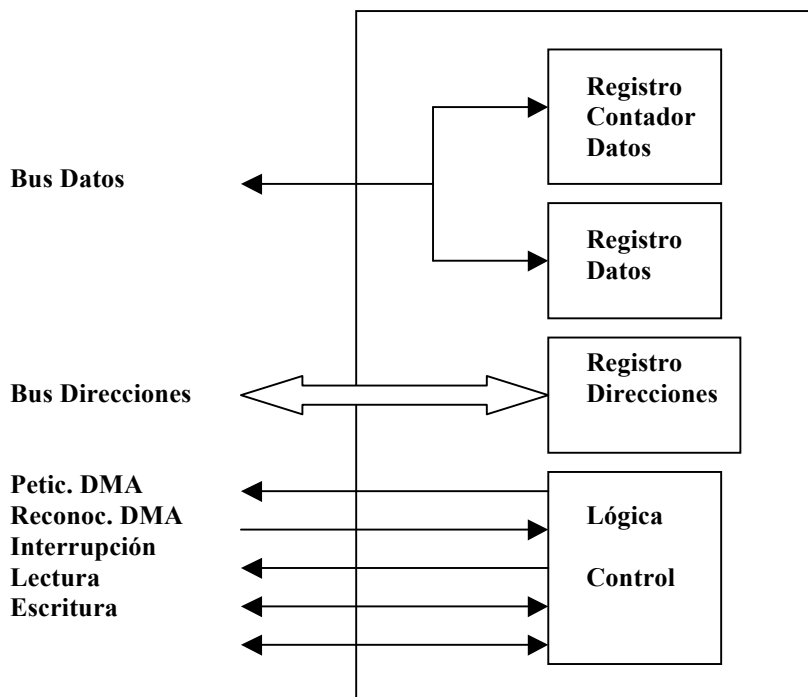 Registro
Contador
Datos
Bus Datos
Registro
Datos
Bus Direcciones
Registro
Direcciones
Petic. DMA
Reconoc. DMA
Interrupción
Lectura
Escritura
Lógica
Control